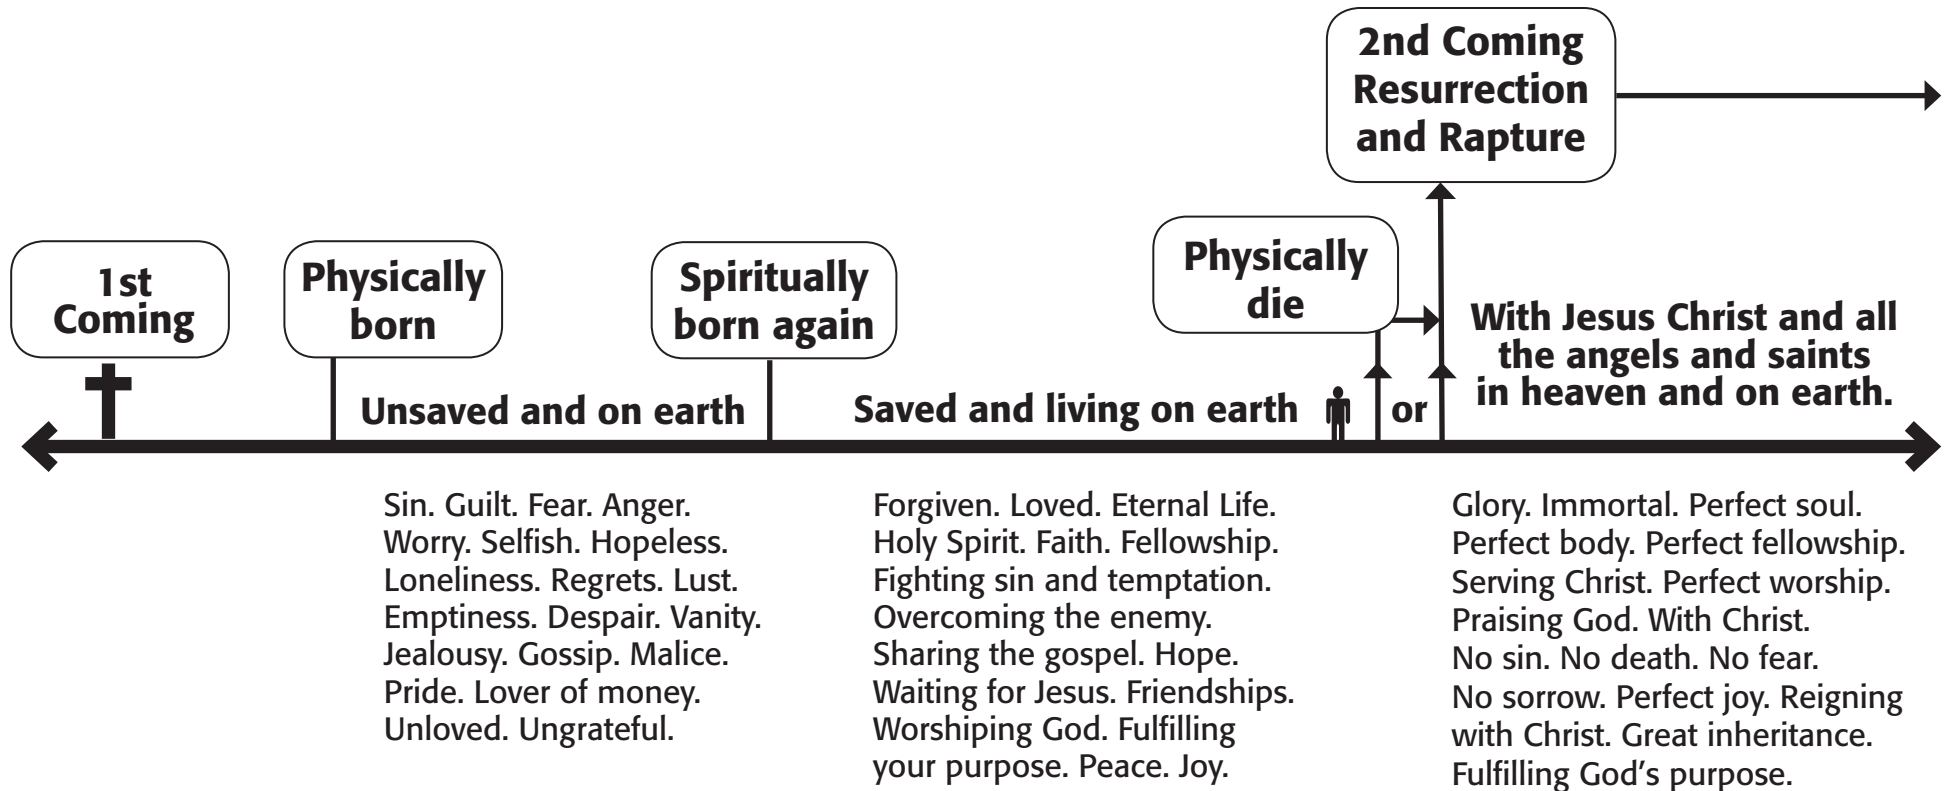 2nd Coming
Resurrection
and Rapture
1st
Coming
Physically
born
Spiritually
born again
Physically
die
Unsaved and on earth
Saved and living on earth
or
With Jesus Christ and all
the angels and saints
in heaven and on earth.
Sin. Guilt. Fear. Anger.
Worry. Selfish. Hopeless.
Loneliness. Regrets. Lust.
Emptiness. Despair. Vanity.
Jealousy. Gossip. Malice.
Pride. Lover of money.
Unloved. Ungrateful.
Forgiven. Loved. Eternal Life.
Holy Spirit. Faith. Fellowship.
Fighting sin and temptation.
Overcoming the enemy.
Sharing the gospel. Hope.
Waiting for Jesus. Friendships.
Worshiping God. Fulfilling
your purpose. Peace. Joy.
Glory. Immortal. Perfect soul.
Perfect body. Perfect fellowship.
Serving Christ. Perfect worship.
Praising God. With Christ.
No sin. No death. No fear.
No sorrow. Perfect joy. Reigning
with Christ. Great inheritance.
Fulfilling God's purpose.